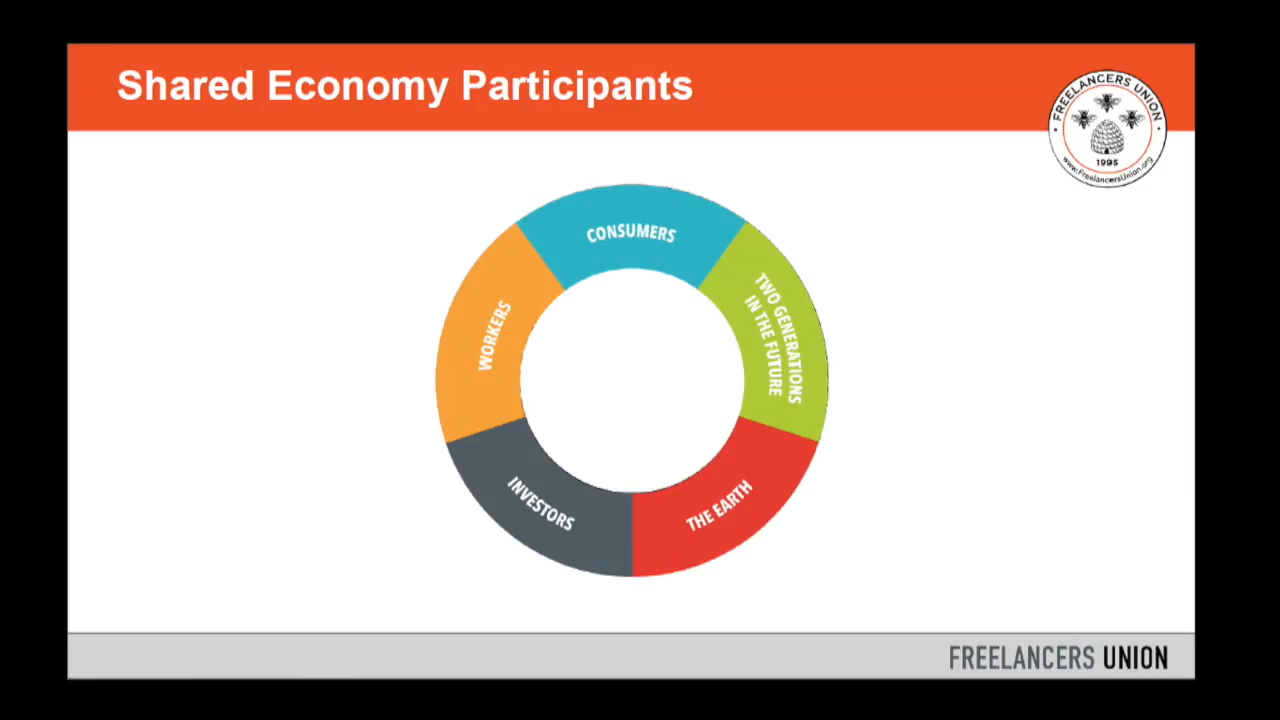 Shared Economy Participants
FREELANCERS UNION
1995
www.FreelancersUnion.org
CONSUMERS
TWO GENERATIONS
IN THE FUTURE
WORKERS
INVESTORS
THE EARTH
FREELANCERS UNION